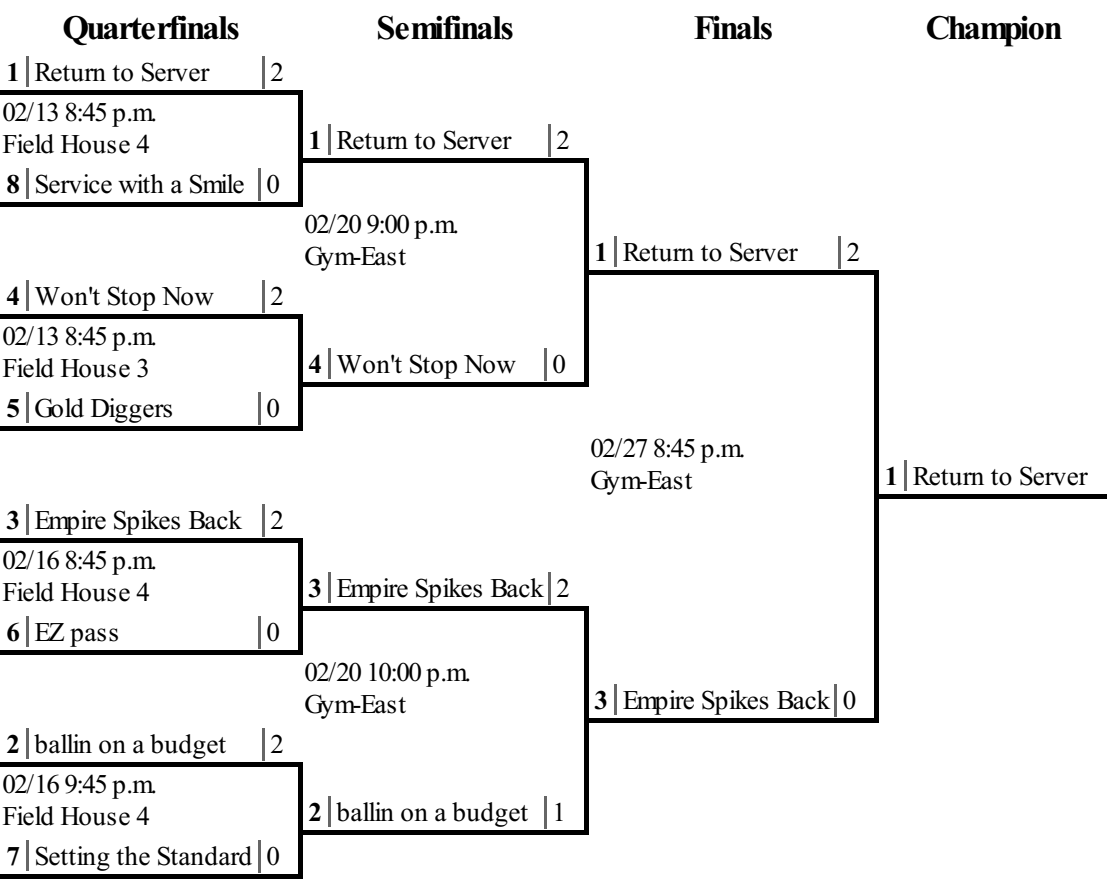 Quarterfinals Semifinals Finals Champion
1 Return to Server 2
02/13 8:45 p.m.
Field House 4
8 Service with a Smile 0
4 Won't Stop Now 2
02/13 8:45 p.m.
Field House 3
5 Gold Diggers 0
3 Empire Spikes Back 2
02/16 8:45 p.m.
Field House 4
6 EZ pass 0
2 ballin on a budget 2
02/16 9:45 p.m.
Field House 4
7 Setting the Standard 0
1 Return to Server 2
02/20 9:00 p.m.
Gym-East
4 Won't Stop Now 0
3 Empire Spikes Back 2
02/20 10:00 p.m.
Gym-East
2 ballin on a budget 1
1 Return to Server 2
02/27 8:45 p.m.
Gym-East
3 Empire Spikes Back 0
1 Return to Server